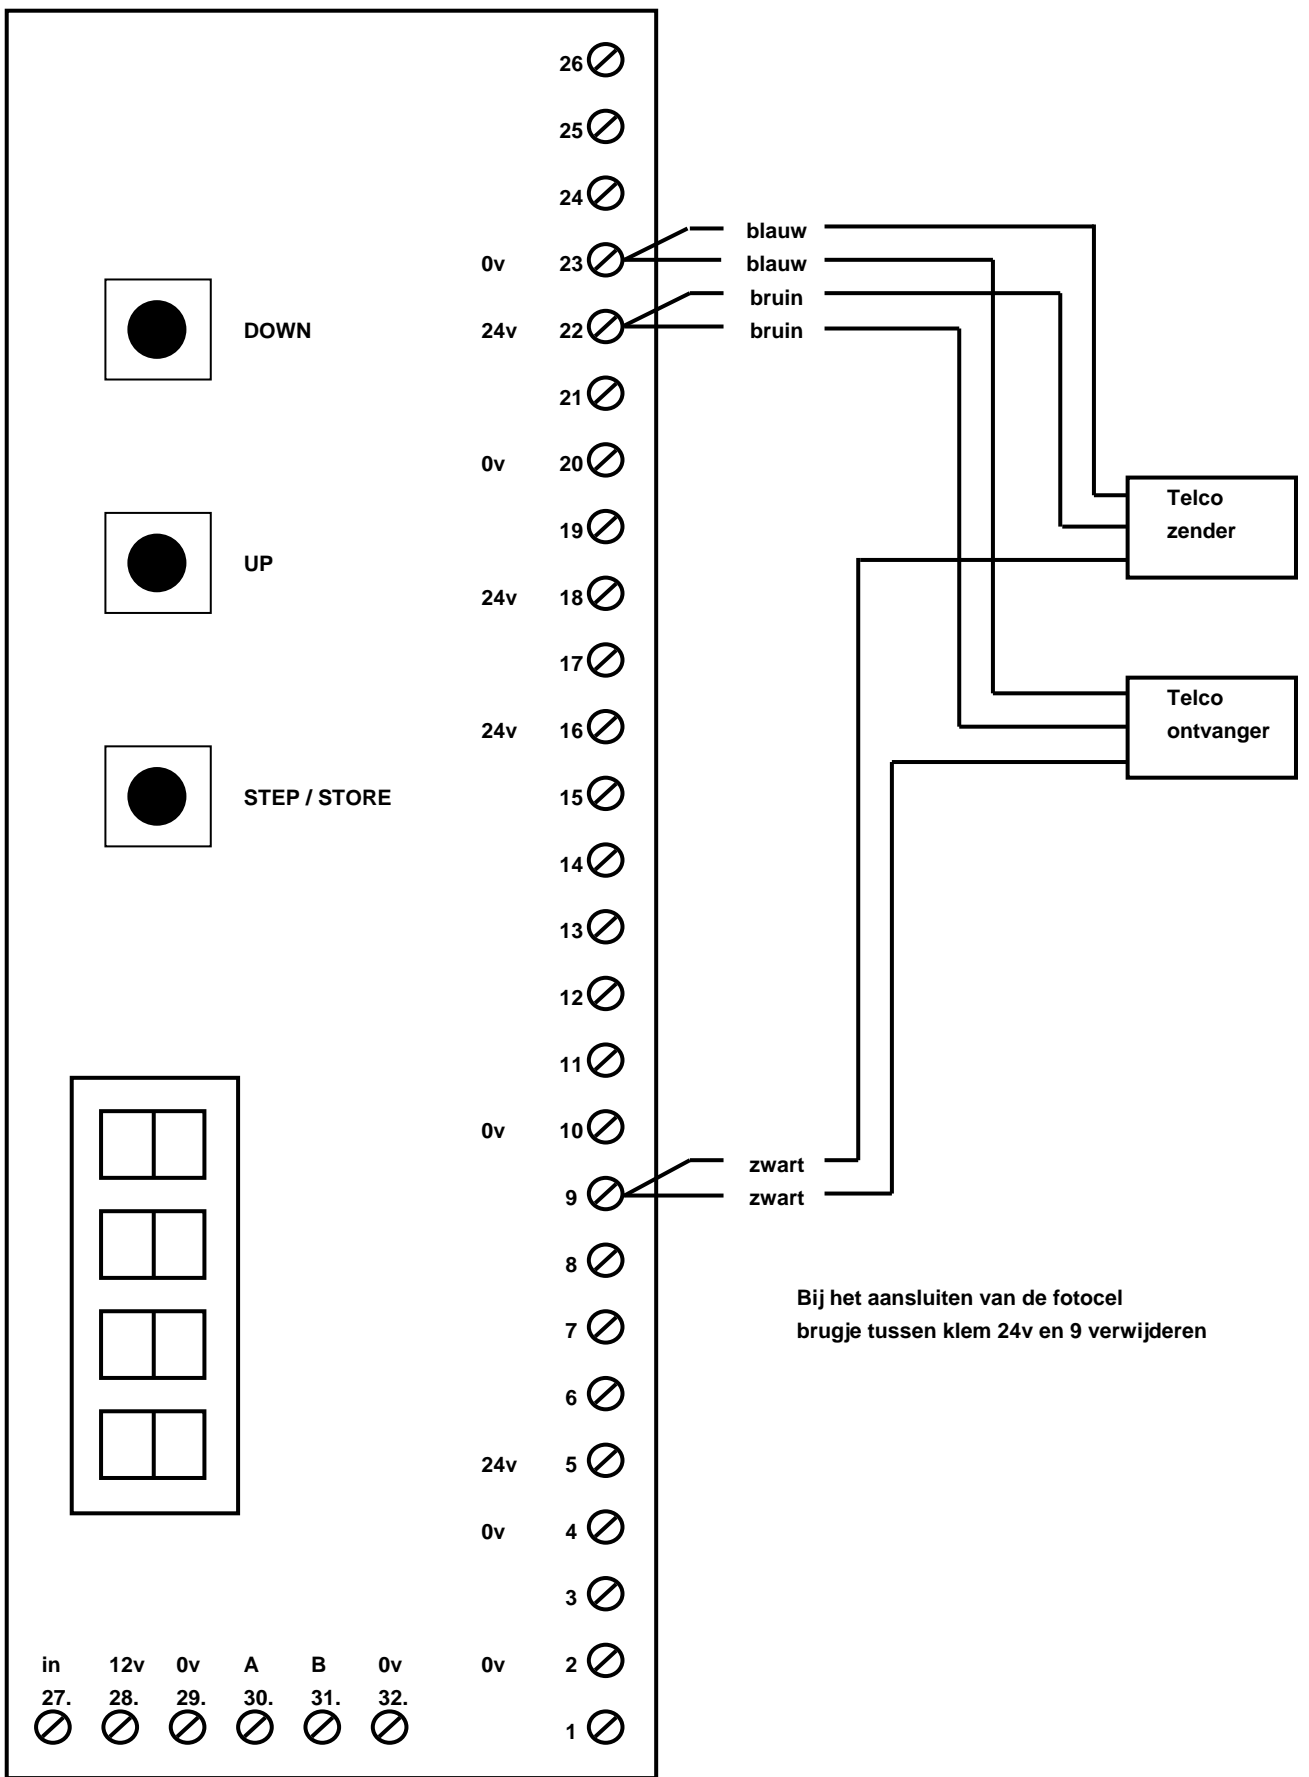 26
25
24
blauw
0v 23 blauw
bruin
DOWN 24v 22 bruin
21
0v 20
Telco
19 zender
UP
24v 18
17
Telco
24v 16 ontvanger
STEP / STORE 15
14
13
12
11
0v 10
zwart
9 zwart
8
Bij het aansluiten van de fotocel
7 brugje tussen klem 24v en 9 verwijderen
6
24v 5
0v 4
3
in 12v 0v A B 0v 0v 2
27. 28. 29. 30. 31. 32.
1